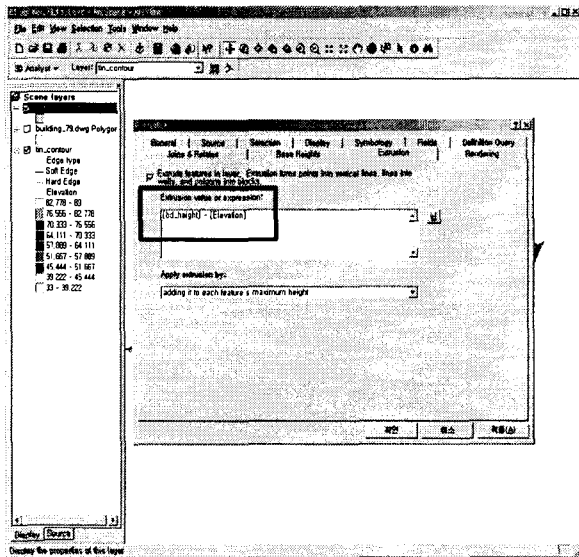 File Edit View Selection Tools Window Help
3D Analyst Layer: tin_contour
Scene layers
building_79.dwg Polygon
tin_contour
Edge type
Soft Edge
Hard Edge
Elevation
82.778 - 89
76.556 - 82.778
70.333 - 76.556
64.111 - 70.333
57.889 - 64.111
51.667 - 57.889
45.444 - 51.667
39.222 - 45.444
33 - 39.222
Display Source
Display the properties of this layer
General Source Selection Display Symbology Fields Definition Query
Joins & Relates Base Heights Extrusion Rendering
Extrude features in layer. Extrusion turns points into vertical lines, lines into
walls, and polygons into blocks.
Extrusion value or expression:
[bd_height] - [Elevation]
Apply extrusion by:
adding it to each feature's maximum height
확인 취소 적용(A)